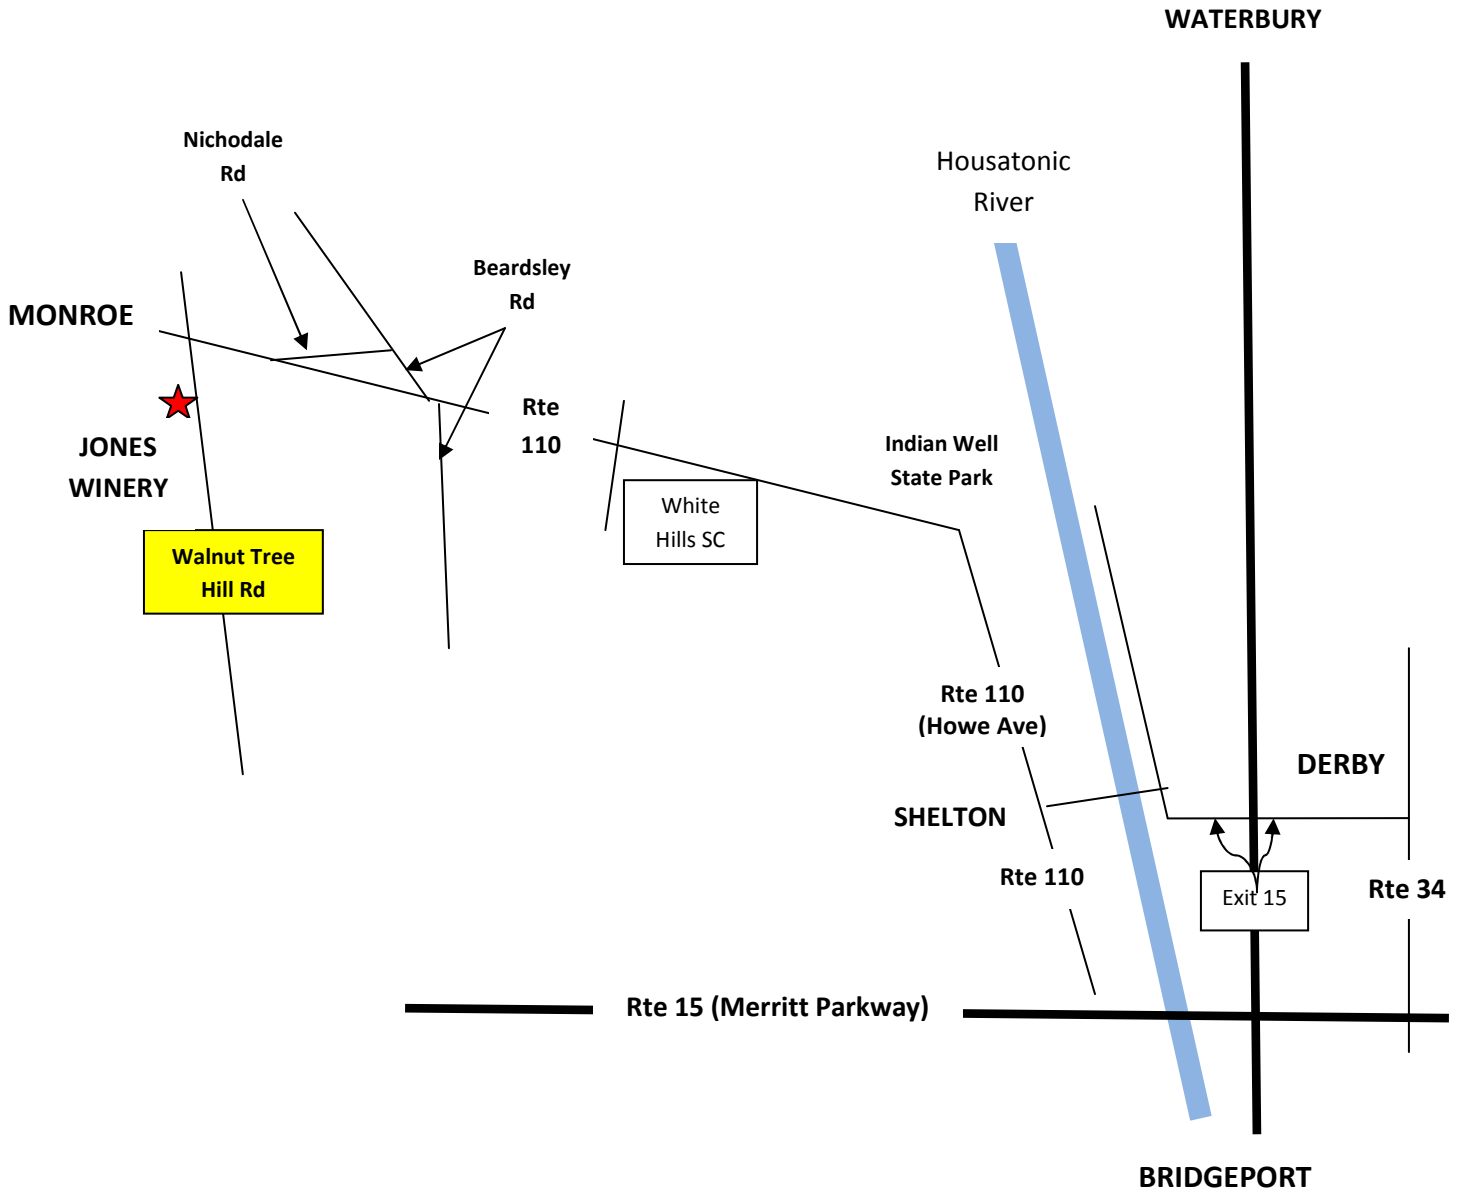 WATERBURY
Nichodale
Rd
Housatonic
River
Beardsley
Rd
MONROE
Rte
110
JONES
WINERY
Indian Well
State Park
White
Hills SC
Walnut Tree
Hill Rd
Rte 110
(Howe Ave)
DERBY
SHELTON
Rte 110
Exit 15
Rte 34
Rte 15 (Merritt Parkway)
BRIDGEPORT